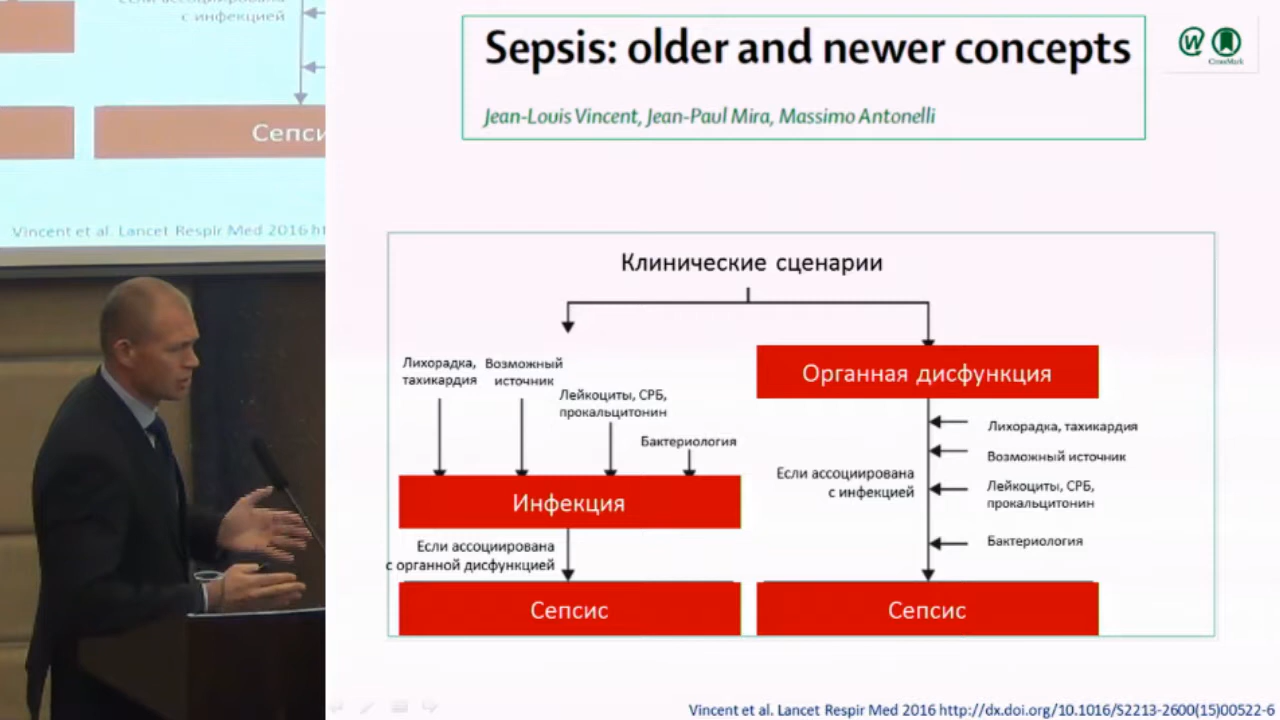 Если ассоциирована
с инфекцией
Сепси
Vincent et al. Lancet Respir Med 2016 ht
Sepsis: older and newer concepts
CrossMark
Jean-Louis Vincent, Jean-Paul Mira, Massimo Antonelli
Клинические сценарии
Лихорадка,
тахикардия
Возможный
источник
Лейкоциты, СРБ,
прокальцитонин
Бактериология
Инфекция
Если ассоциирована
с органной дисфункцией
Сепсис
Органная дисфункция
Лихорадка, тахикардия
Возможный источник
Если ассоциирована
с инфекцией
Лейкоциты, СРБ,
прокальцитонин
Бактериология
Сепсис
Vincent et al. Lancet Respir Med 2016 http://dx.doi.org/10.1016/S2213-2600(15)00522-6